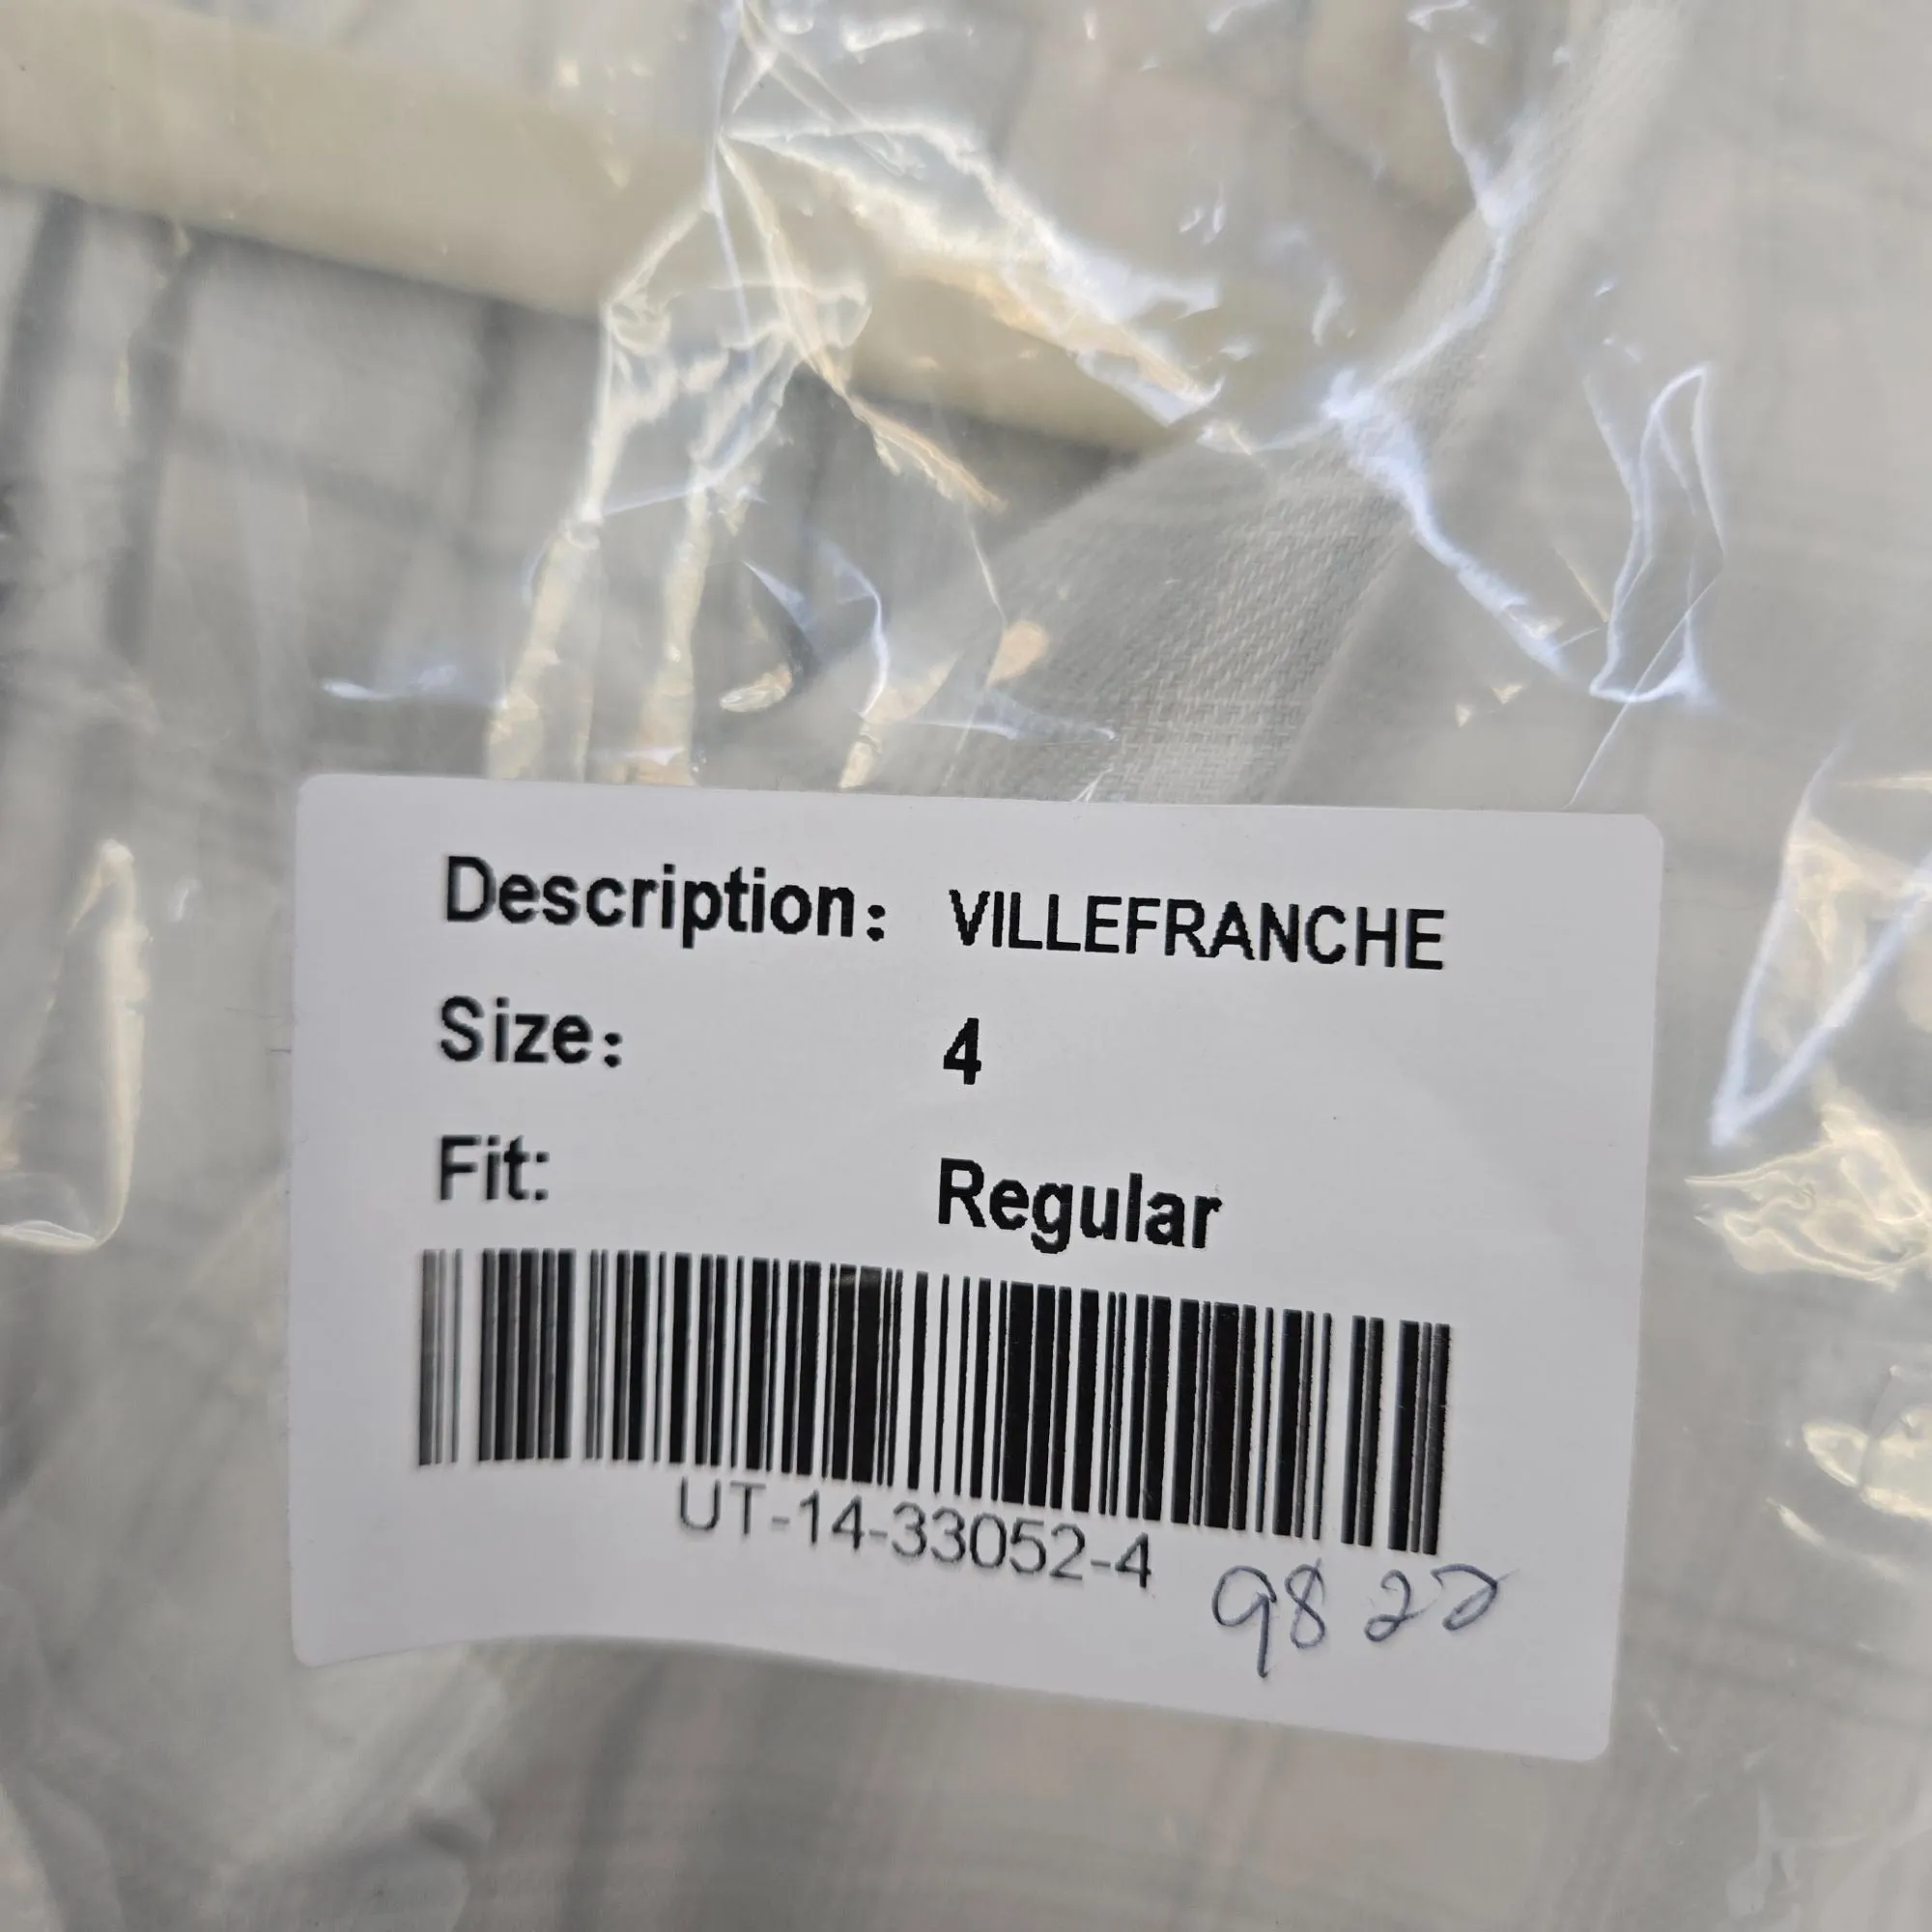 Description: VILLEFRANCHE
Size: 4
Fit: Regular
UT-14-33052-4
9822